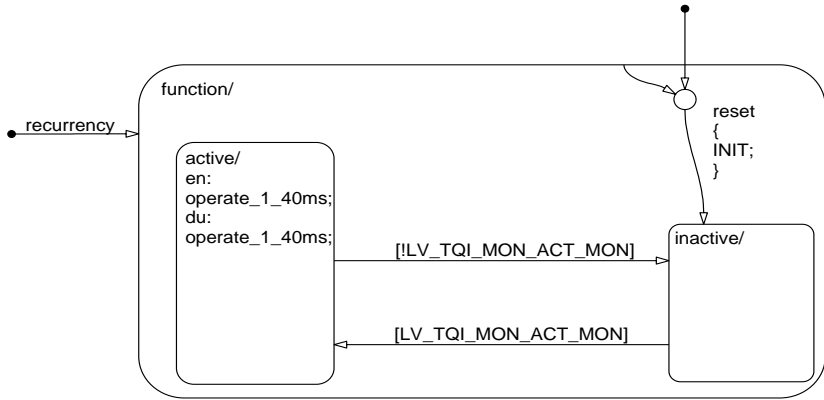 function/
recurrency
reset
{
INIT;
}
active/
en:
operate_1_40ms;
du:
operate_1_40ms;
[!LV_TQI_MON_ACT_MON]
inactive/
[LV_TQI_MON_ACT_MON]